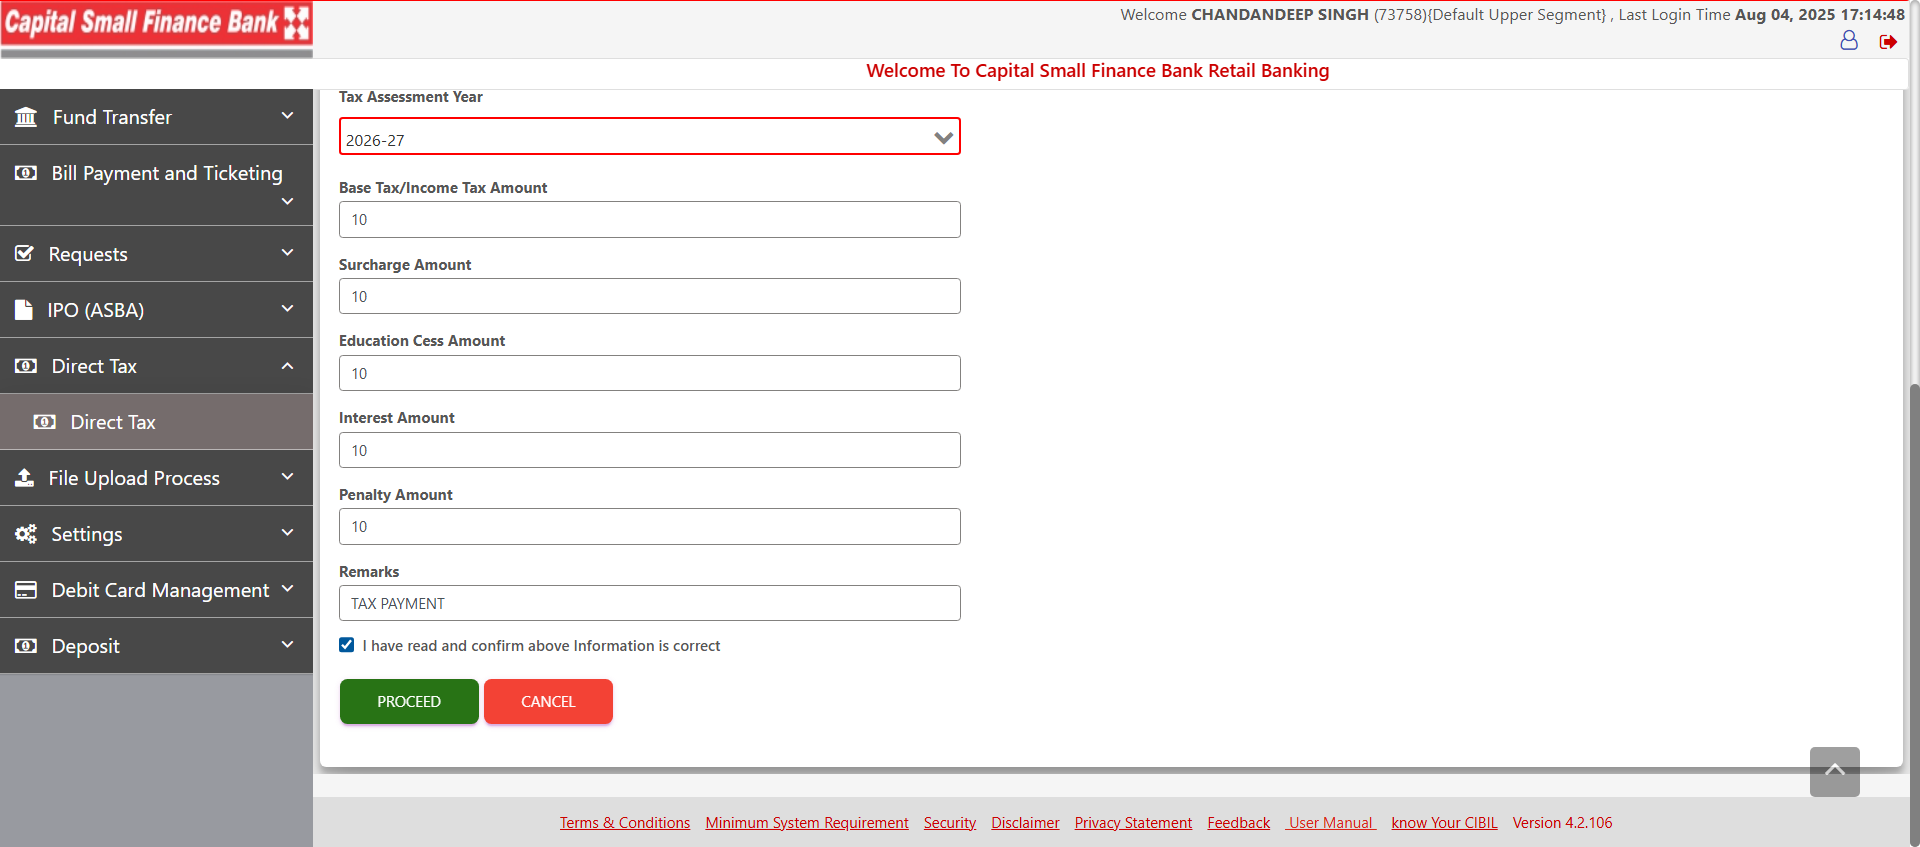 Capital Small Finance Bank
Welcome CHANDANDEEP SINGH (73758){Default Upper Segment} , Last Login Time Aug 04, 2025 17:14:48
Welcome To Capital Small Finance Bank Retail Banking
Fund Transfer
Bill Payment and Ticketing
Requests
IPO (ASBA)
Direct Tax
Direct Tax
File Upload Process
Settings
Debit Card Management
Deposit
Tax Assessment Year
2026-27
Base Tax/Income Tax Amount
10
Surcharge Amount
10
Education Cess Amount
10
Interest Amount
10
Penalty Amount
10
Remarks
TAX PAYMENT
I have read and confirm above Information is correct
PROCEED CANCEL
Terms & Conditions Minimum System Requirement Security Disclaimer Privacy Statement Feedback User Manual know Your CIBIL Version 4.2.106